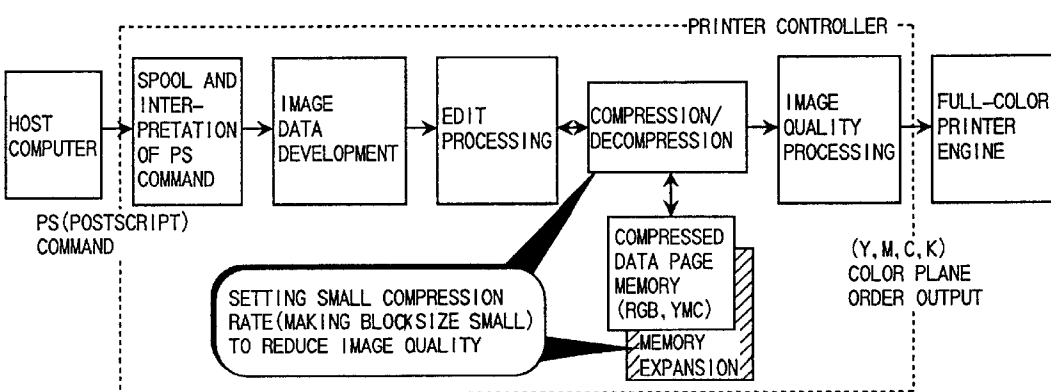 PRINTER CONTROLLER
HOST
COMPUTER
SPOOL AND
INTER-
PRETATION
OF PS
COMMAND
IMAGE
DATA
DEVELOPMENT
EDIT
PROCESSING
COMPRESSION/
DECOMPRESSION
IMAGE
QUALITY
PROCESSING
FULL-COLOR
PRINTER
ENGINE
PS(POSTSCRIPT)
COMMAND
COMPRESSED
DATA PAGE
MEMORY
(RGB,YMC)
MEMORY
EXPANSION
(Y,M,C,K)
COLOR PLANE
ORDER OUTPUT
SETTING SMALL COMPRESSION
RATE(MAKING BLOCKSIZE SMALL)
TO REDUCE IMAGE QUALITY